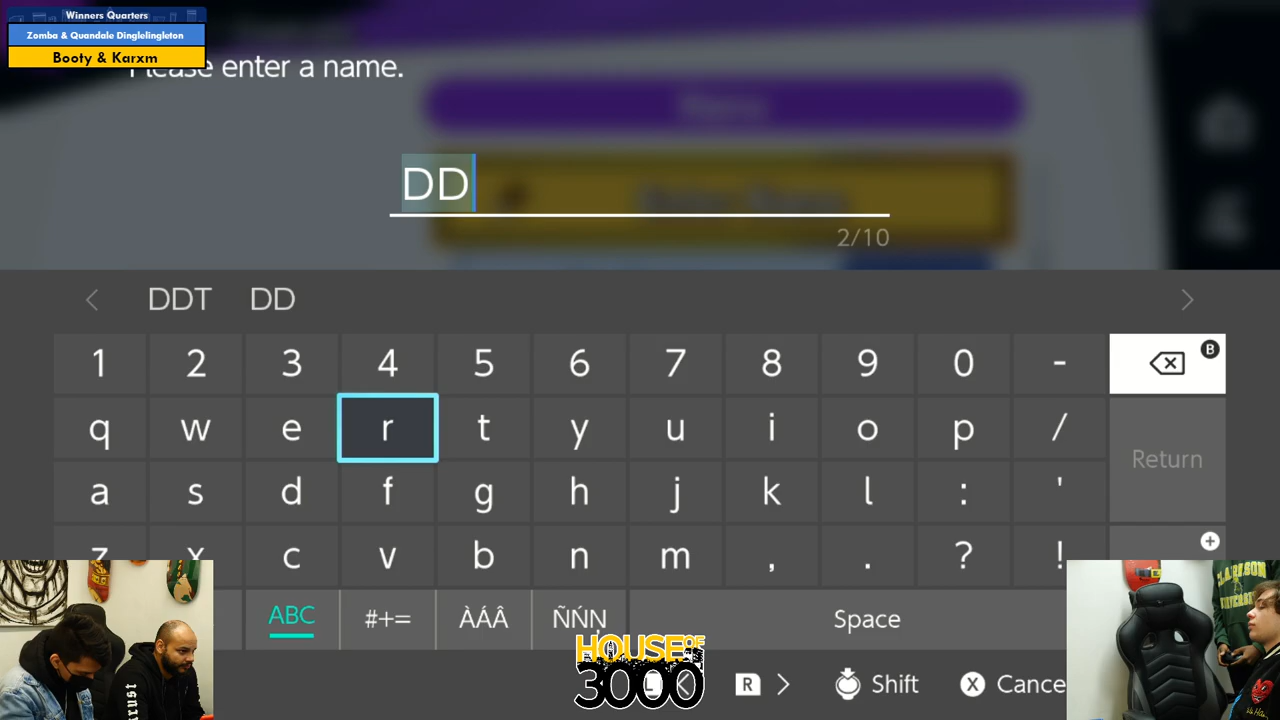 Winners Quarters
Zomba & Quandale Dinglelingleton
Booty & Karxm
Please enter a name.
DD
2/10
DDT DD
1 2 3 4 5 6 7 8 9 0 - B
q w e r t y u i o p /
Return
a s d f g h j k l : '
z x c v b n m , . ? ! +
ABC #+= ÀÁÂ ÑŃṆ Space
HOUSE OF
3000
L R Shift X Cance